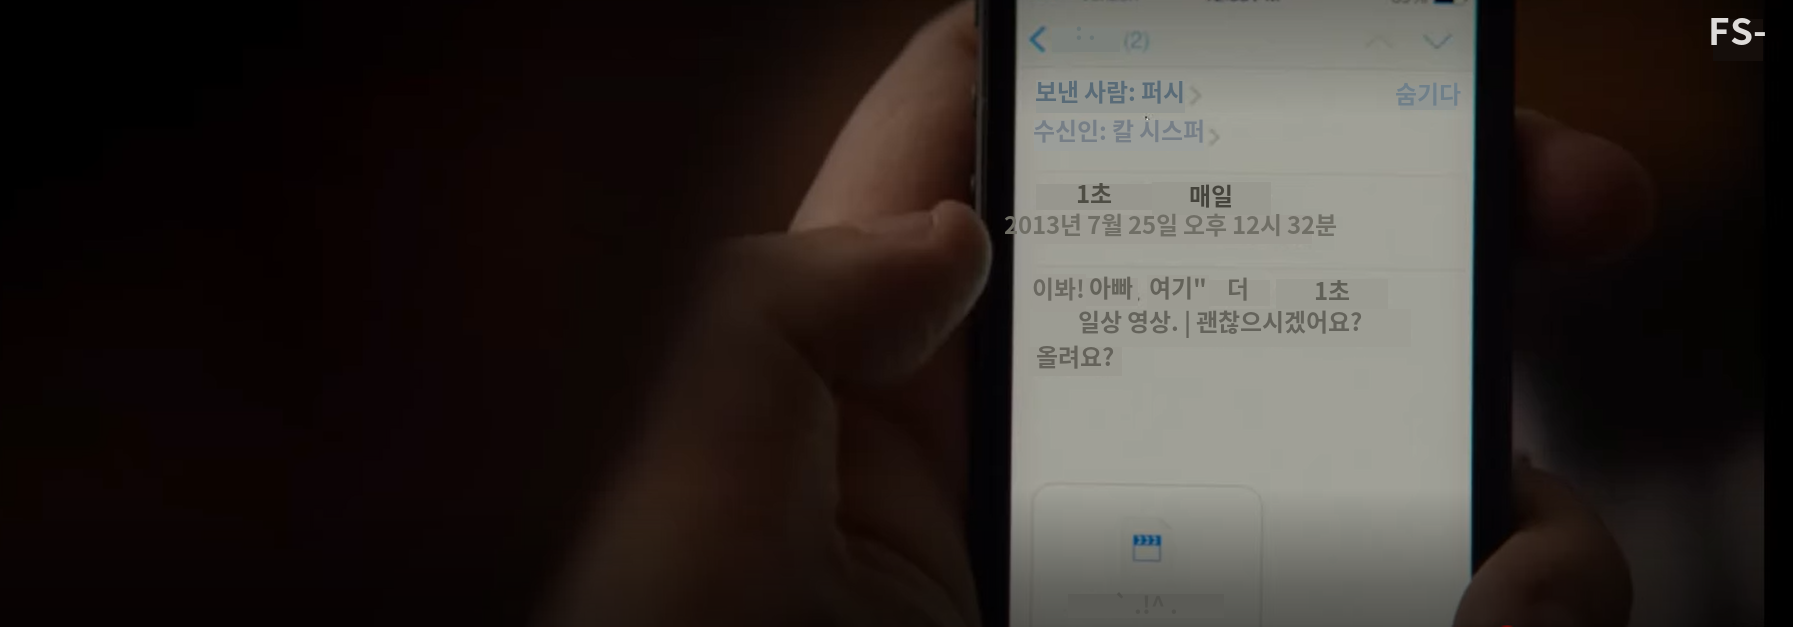 FS-
(2)
보낸 사람: 퍼시 숨기다
수신인: 칼 시스퍼
1초 매일
2013년 7월 25일 오후 12시 32분
이봐! 아빠, 여기" 더 1초
일상 영상. | 괜찮으시겠어요?
올려요?